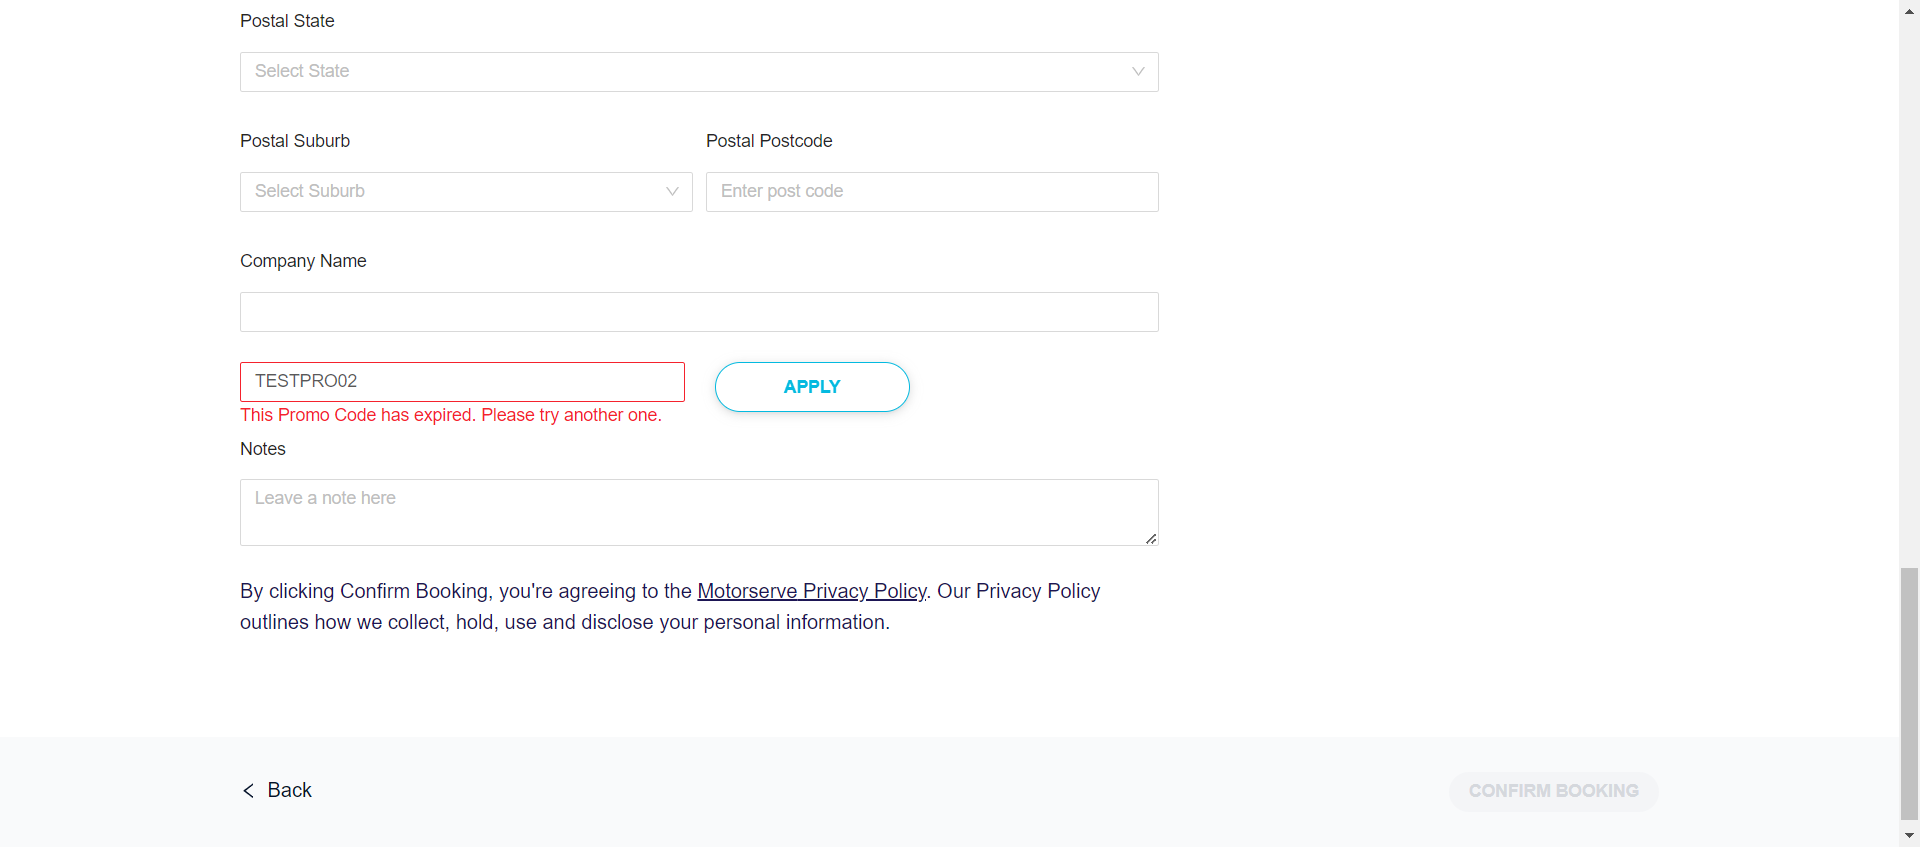 Postal State
Select State
Postal Suburb
Postal Postcode
Select Suburb
Enter post code
Company Name
TESTPRO02
APPLY
This Promo Code has expired. Please try another one.
Notes
Leave a note here
By clicking Confirm Booking, you're agreeing to the Motorserve Privacy Policy. Our Privacy Policy
outlines how we collect, hold, use and disclose your personal information.
Back
CONFIRM BOOKING